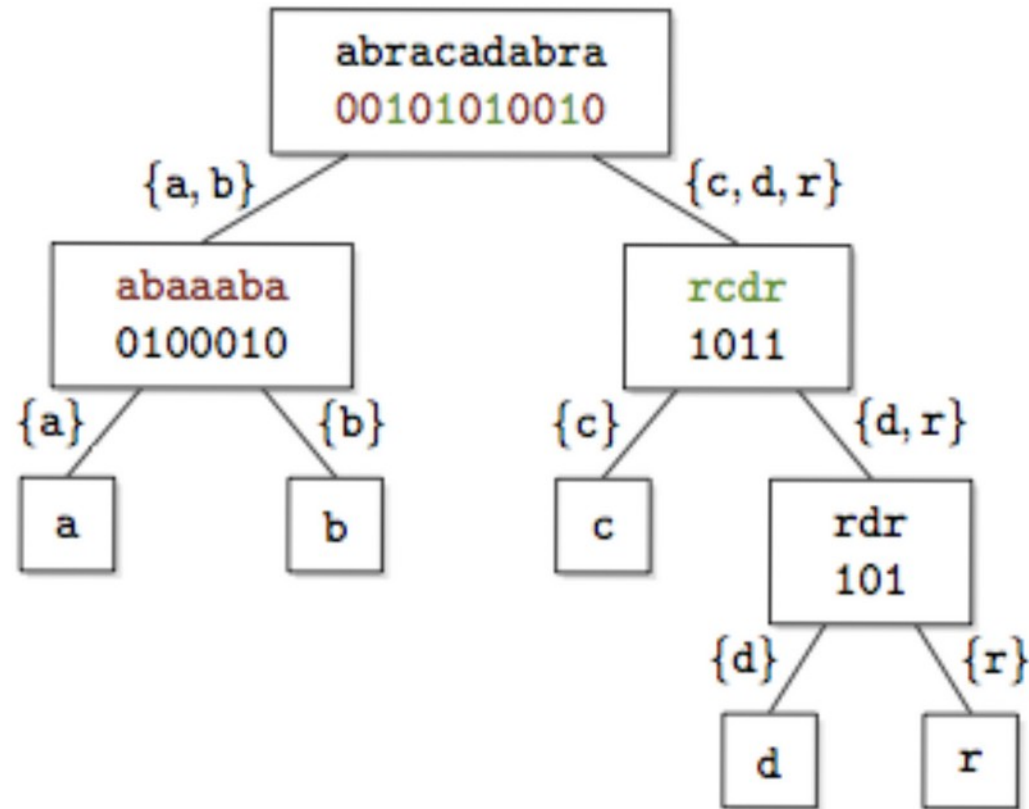 abracadabra
00101010010
{a, b} {c, d, r}
abaaaba rcdr
0100010 1011
{a} {b} {c} {d, r}
a b c rdr
101
{d} {r}
d r